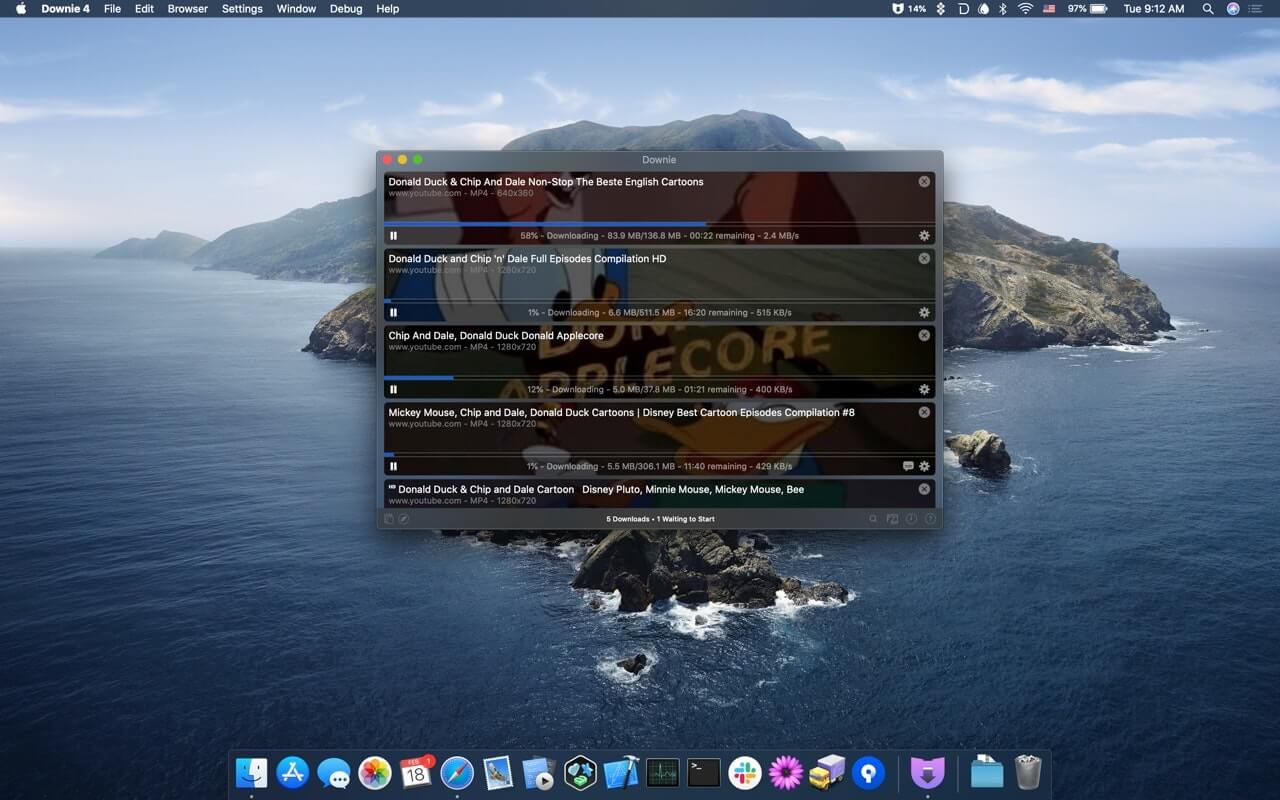 Downie 4 File Edit Browser Settings Window Debug Help 14% 97% Tue 9:12 AM
Downie
Donald Duck & Chip And Dale Non-Stop The Beste English Cartoons
www.youtube.com - MP4 - 640x360
58% - Downloading - 83.9 MB/136.8 MB - 00:22 remaining - 2.4 MB/s
Donald Duck and Chip 'n' Dale Full Episodes Compilation HD
www.youtube.com - MP4 - 1280x720
1% - Downloading - 6.6 MB/511.5 MB - 16:20 remaining - 515 KB/s
Chip And Dale, Donald Duck Donald Applecore
www.youtube.com - MP4 - 1280x720
APPLECORE
12% - Downloading - 5.0 MB/37.8 MB - 01:21 remaining - 400 KB/s
Mickey Mouse, Chip and Dale, Donald Duck Cartoons | Disney Best Cartoon Episodes Compilation #8
www.youtube.com - MP4 - 1280x720
1% - Downloading - 5.5 MB/306.1 MB - 11:40 remaining - 429 KB/s
ᴴᴰ Donald Duck & Chip and Dale Cartoon Disney Pluto, Minnie Mouse, Mickey Mouse, Bee
www.youtube.com - MP4 - 1280x720
5 Downloads • 1 Waiting to Start
FEB 1
18